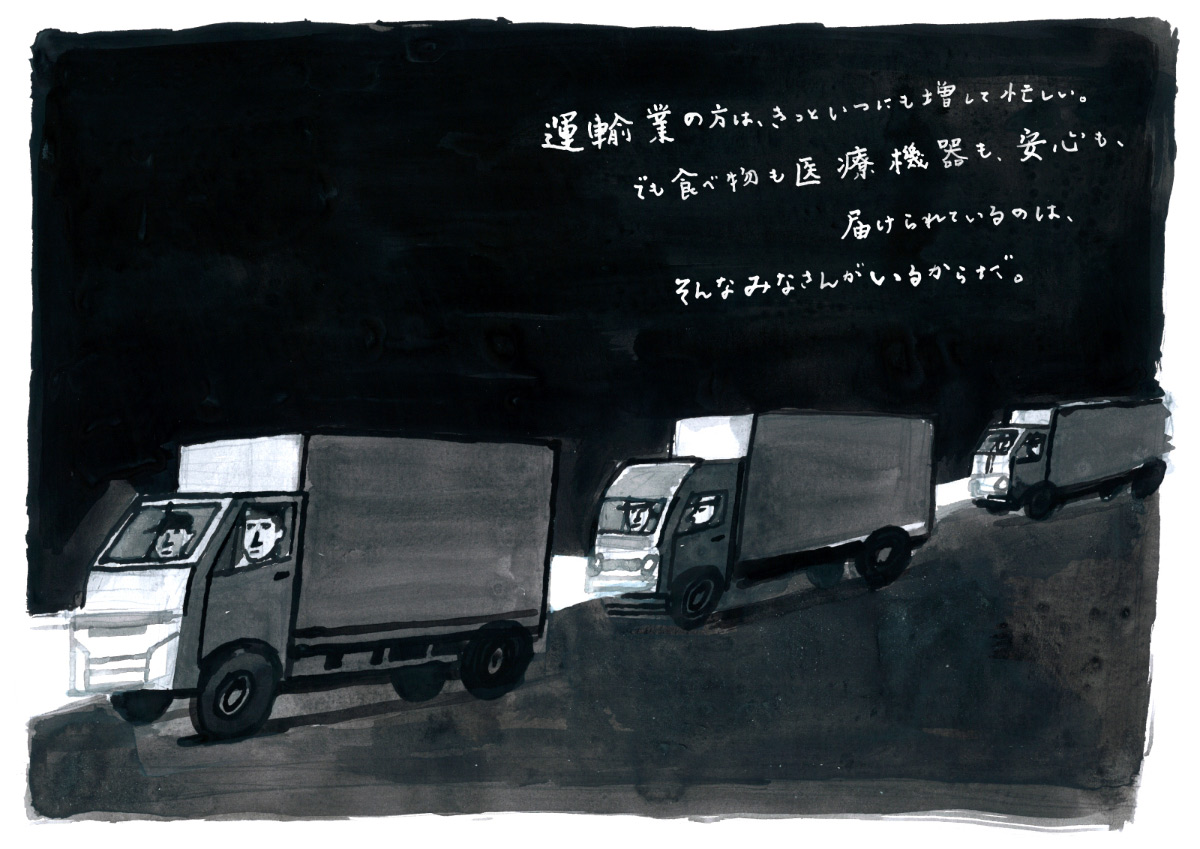 運輸業の方は、きっといつにも増して忙しい。
でも食べ物も医療機器も、安心も、
届けられているのは、
そんなみなさんがいるからだ。